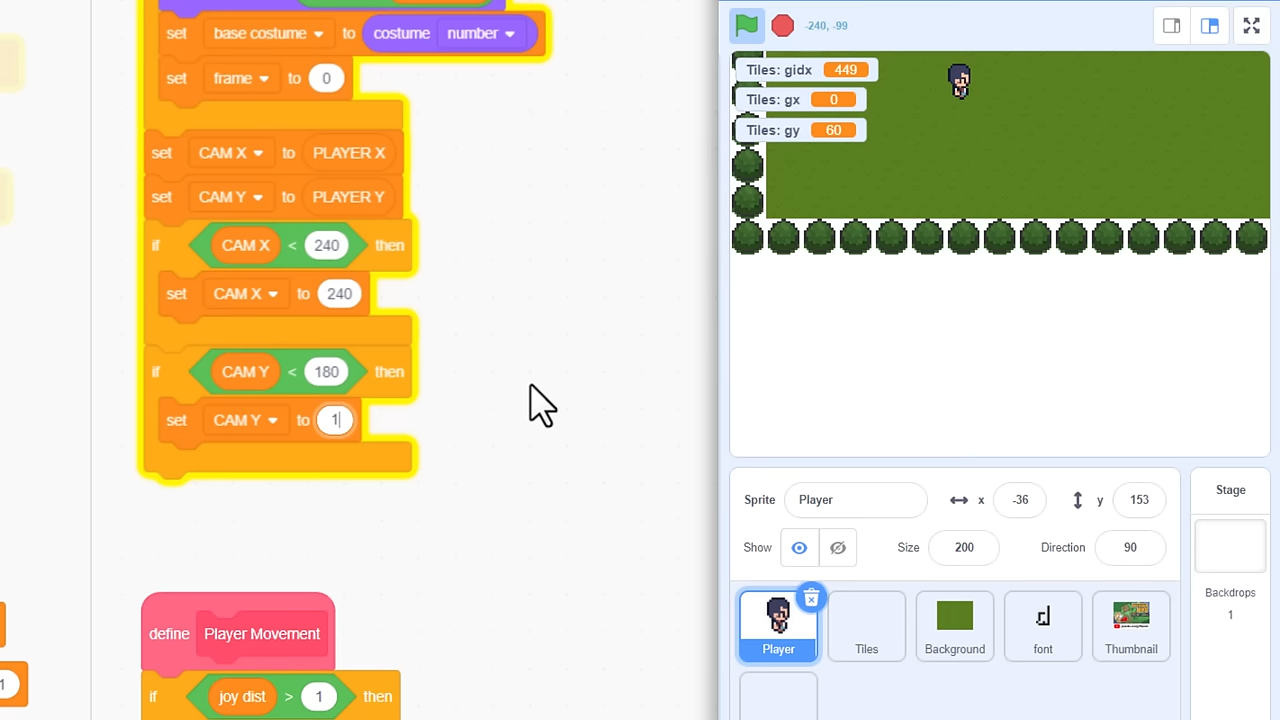 set base costume to costume number
set frame to 0
set CAM X to PLAYER X
set CAM Y to PLAYER Y
if CAM X < 240 then
set CAM X to 240
if CAM Y < 180 then
set CAM Y to 1
define Player Movement
if joy dist > 1 then
1
-240, -99
Tiles: gidx 449
Tiles: gx 0
Tiles: gy 60
Sprite Player x -36 y 153
Show Size 200 Direction 90
Player
Tiles
Background
d
font
Thumbnail
Stage
Backdrops
1